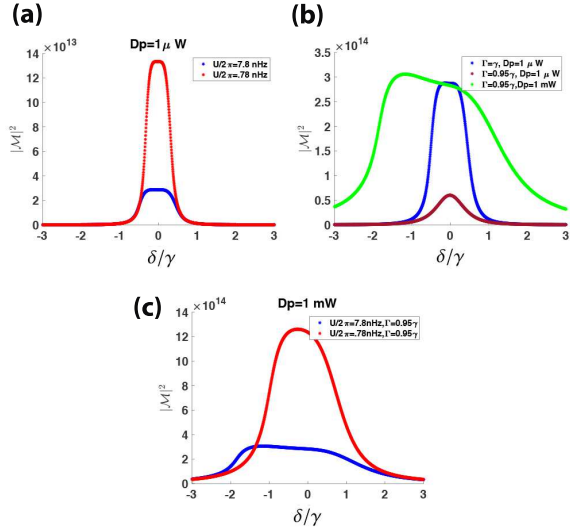 (a)
Dp=1μ W
×10^13
14
12
10
8
6
4
2
0
|ℳ|²
-3 -2 -1 0 1 2 3
δ/γ
U/2 π=7.8 nHz
U/2π=.78 nHz
(b)
×10^14
3.5
3
2.5
2
1.5
1
0.5
0
|ℳ|²
-3 -2 -1 0 1 2 3
δ/γ
Γ=γ, Dp=1 μ W
Γ=0.95γ, Dp=1 μ W
Γ=0.95γ,Dp=1 mW
(c)
Dp=1 mW
×10^14
14
12
10
8
6
4
2
0
|ℳ|²
-3 -2 -1 0 1 2 3
δ/γ
U/2π=7.8nHz,Γ=0.95γ
U/2π=.78nHz,Γ=0.95γ